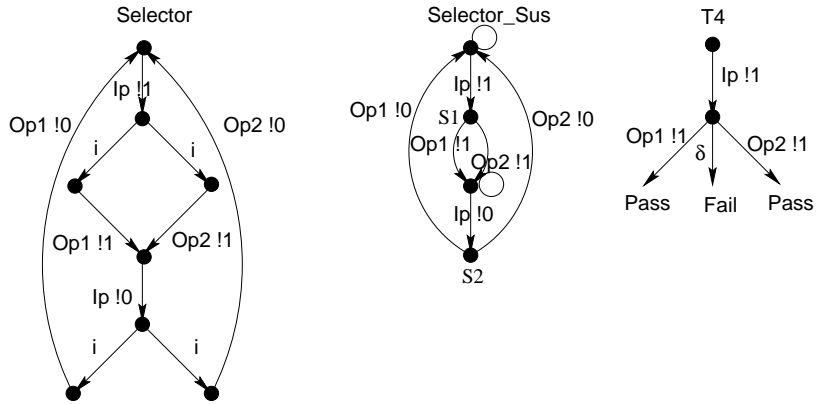 Selector
Ip !1
Op1 !0
Op2 !0
i
i
Op1 !1
Op2 !1
Ip !0
i
i
Selector_Sus
Ip !1
Op1 !0
Op2 !0
S1
Op1 !1
Op2 !1
Ip !0
S2
T4
Ip !1
Op1 !1
δ
Op2 !1
Pass
Fail
Pass